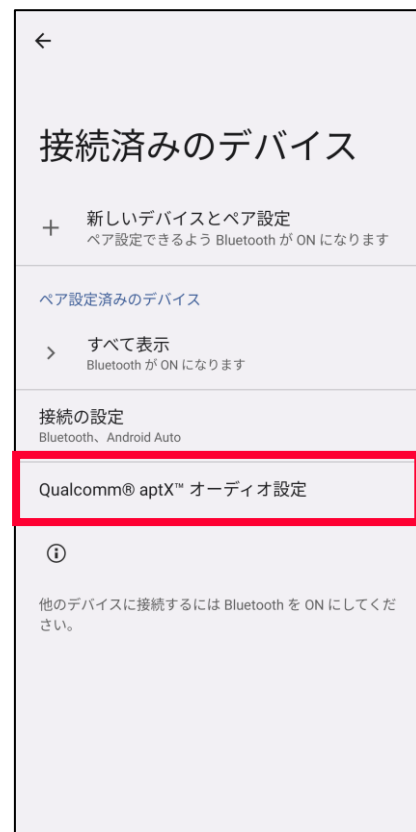 接続済みのデバイス
新しいデバイスとペア設定
ペア設定できるよう Bluetooth が ON になります
ペア設定済みのデバイス
すべて表示
Bluetooth が ON になります
接続の設定
Bluetooth、Android Auto
Qualcomm® aptX™ オーディオ設定
他のデバイスに接続するには Bluetooth を ON にしてくだ
さい。